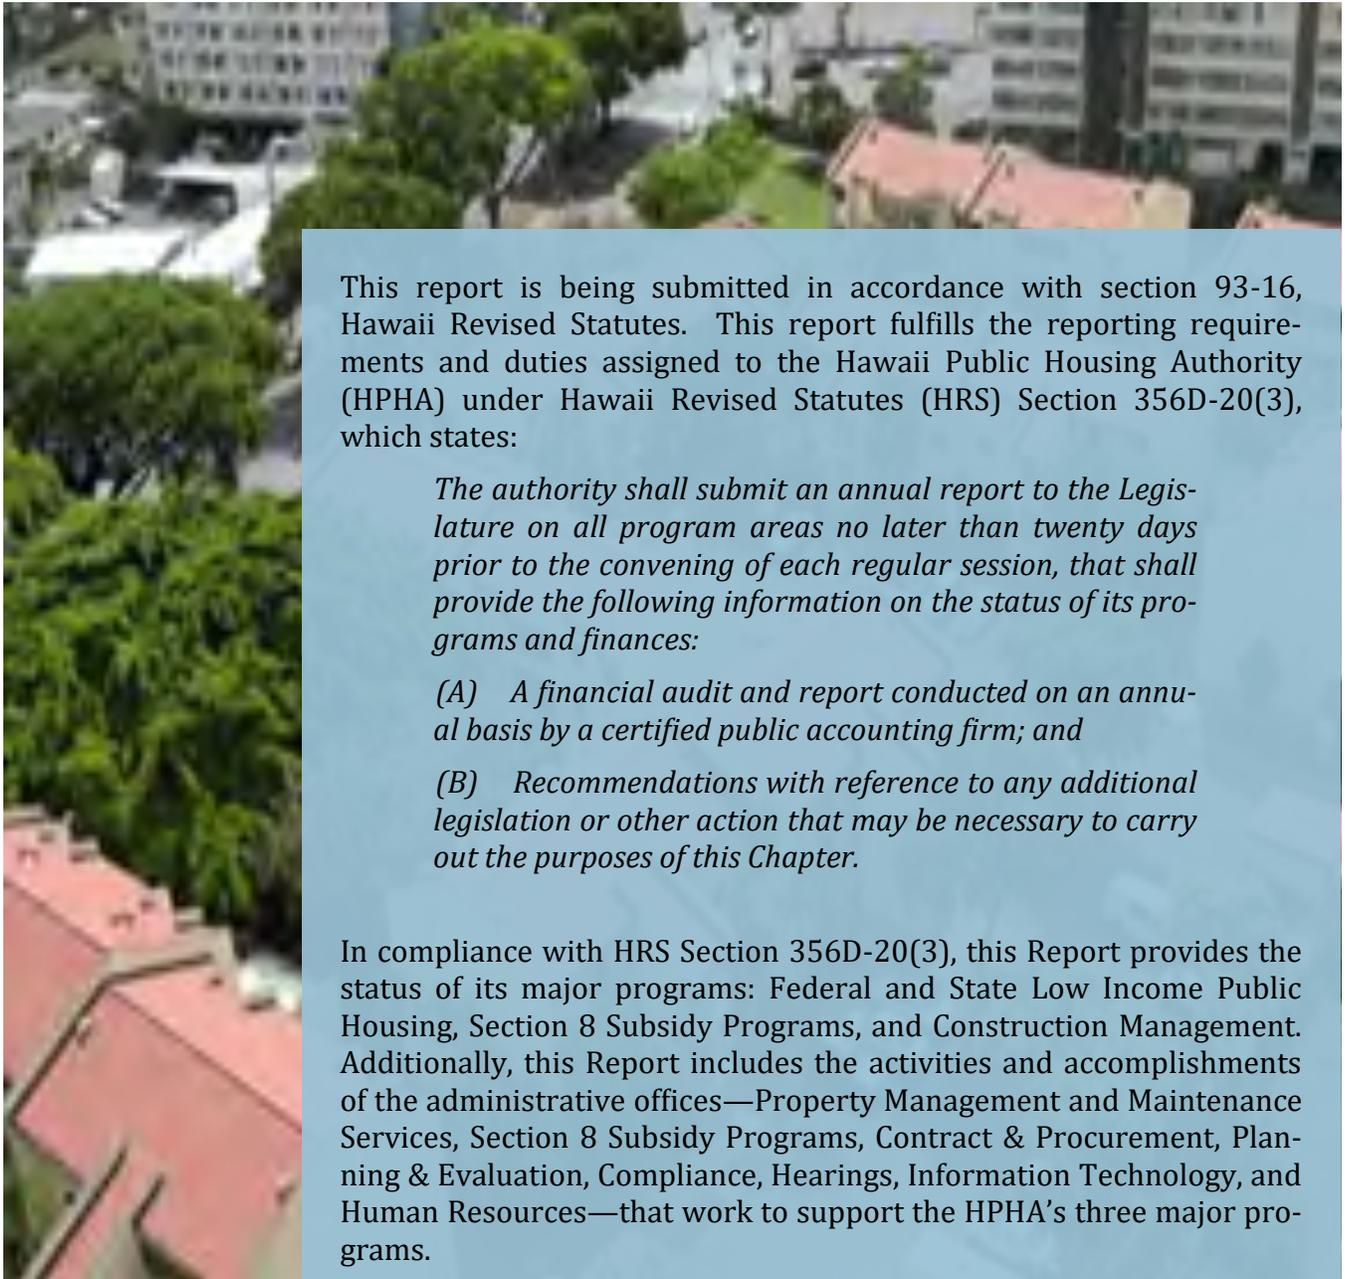 This report is being submitted in accordance with section 93-16,
Hawaii Revised Statutes. This report fulfills the reporting require-
ments and duties assigned to the Hawaii Public Housing Authority
(HPHA) under Hawaii Revised Statutes (HRS) Section 356D-20(3),
which states:
The authority shall submit an annual report to the Legis-
lature on all program areas no later than twenty days
prior to the convening of each regular session, that shall
provide the following information on the status of its pro-
grams and finances:
(A) A financial audit and report conducted on an annu-
al basis by a certified public accounting firm; and
(B) Recommendations with reference to any additional
legislation or other action that may be necessary to carry
out the purposes of this Chapter.
In compliance with HRS Section 356D-20(3), this Report provides the
status of its major programs: Federal and State Low Income Public
Housing, Section 8 Subsidy Programs, and Construction Management.
Additionally, this Report includes the activities and accomplishments
of the administrative offices—Property Management and Maintenance
Services, Section 8 Subsidy Programs, Contract & Procurement, Plan-
ning & Evaluation, Compliance, Hearings, Information Technology, and
Human Resources—that work to support the HPHA’s three major pro-
grams.